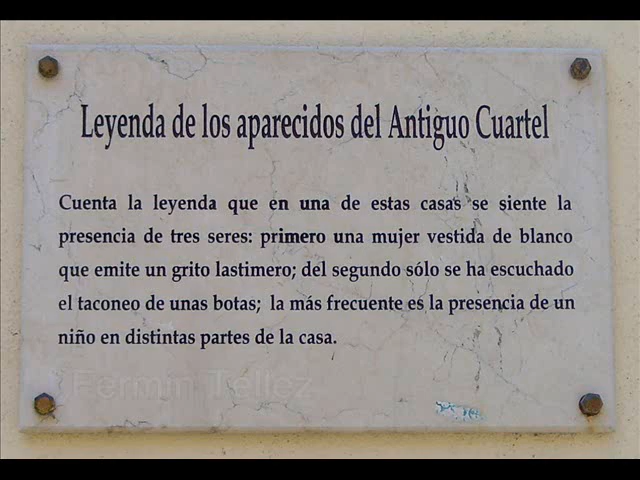 Leyenda de los aparecidos del Antiguo Cuartel
Cuenta la leyenda que en una de estas casas se siente la
presencia de tres seres: primero una mujer vestida de blanco
que emite un grito lastimero; del segundo sólo se ha escuchado
el taconeo de unas botas; la más frecuente es la presencia de un
niño en distintas partes de la casa.
Fermin Tellez